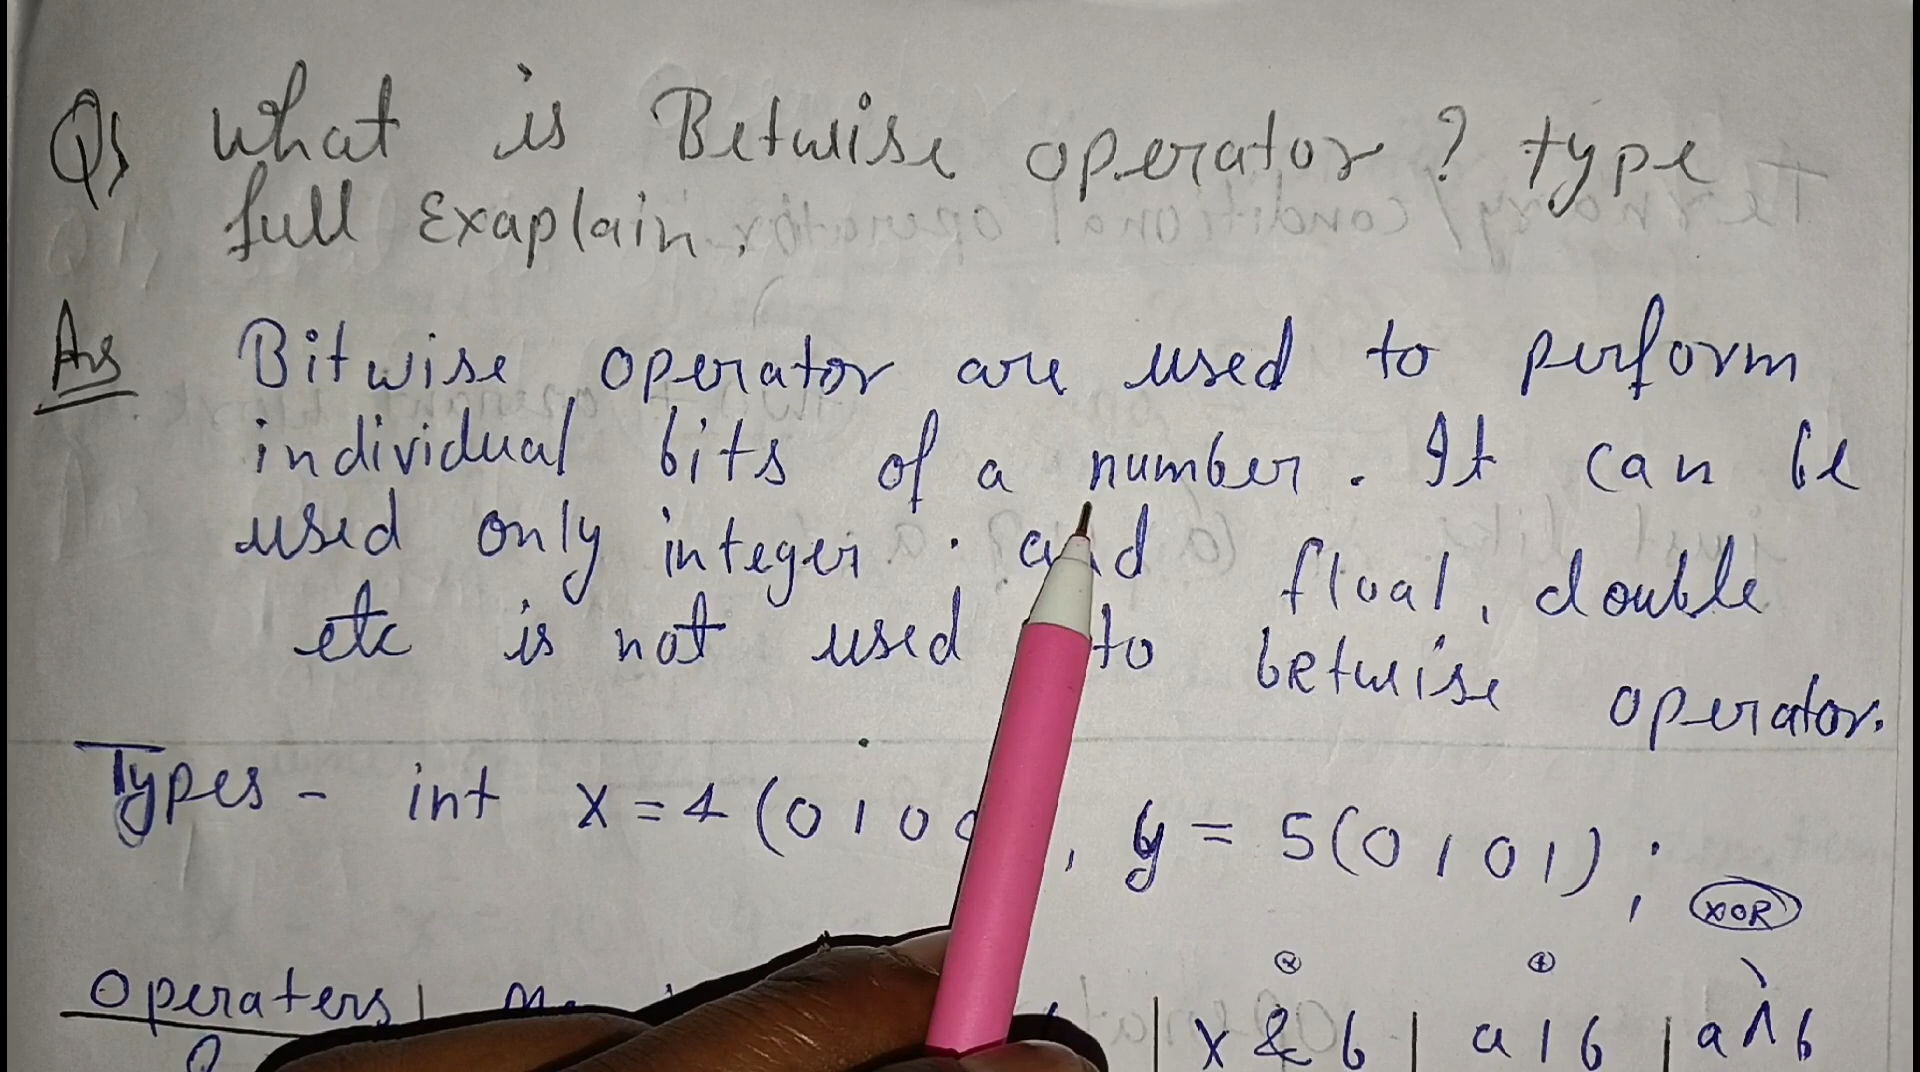 Qs What is Betwise operator? type
full Exaplain.
Ans Bitwise operator are used to perform
individual bits of a number. It can be
used only integer. and float, double
etc is not used to betwise operator.
Types - int x = 4 (010 , y = 5(0101);
XOR
operaters
x & b | a | b | a ^ b